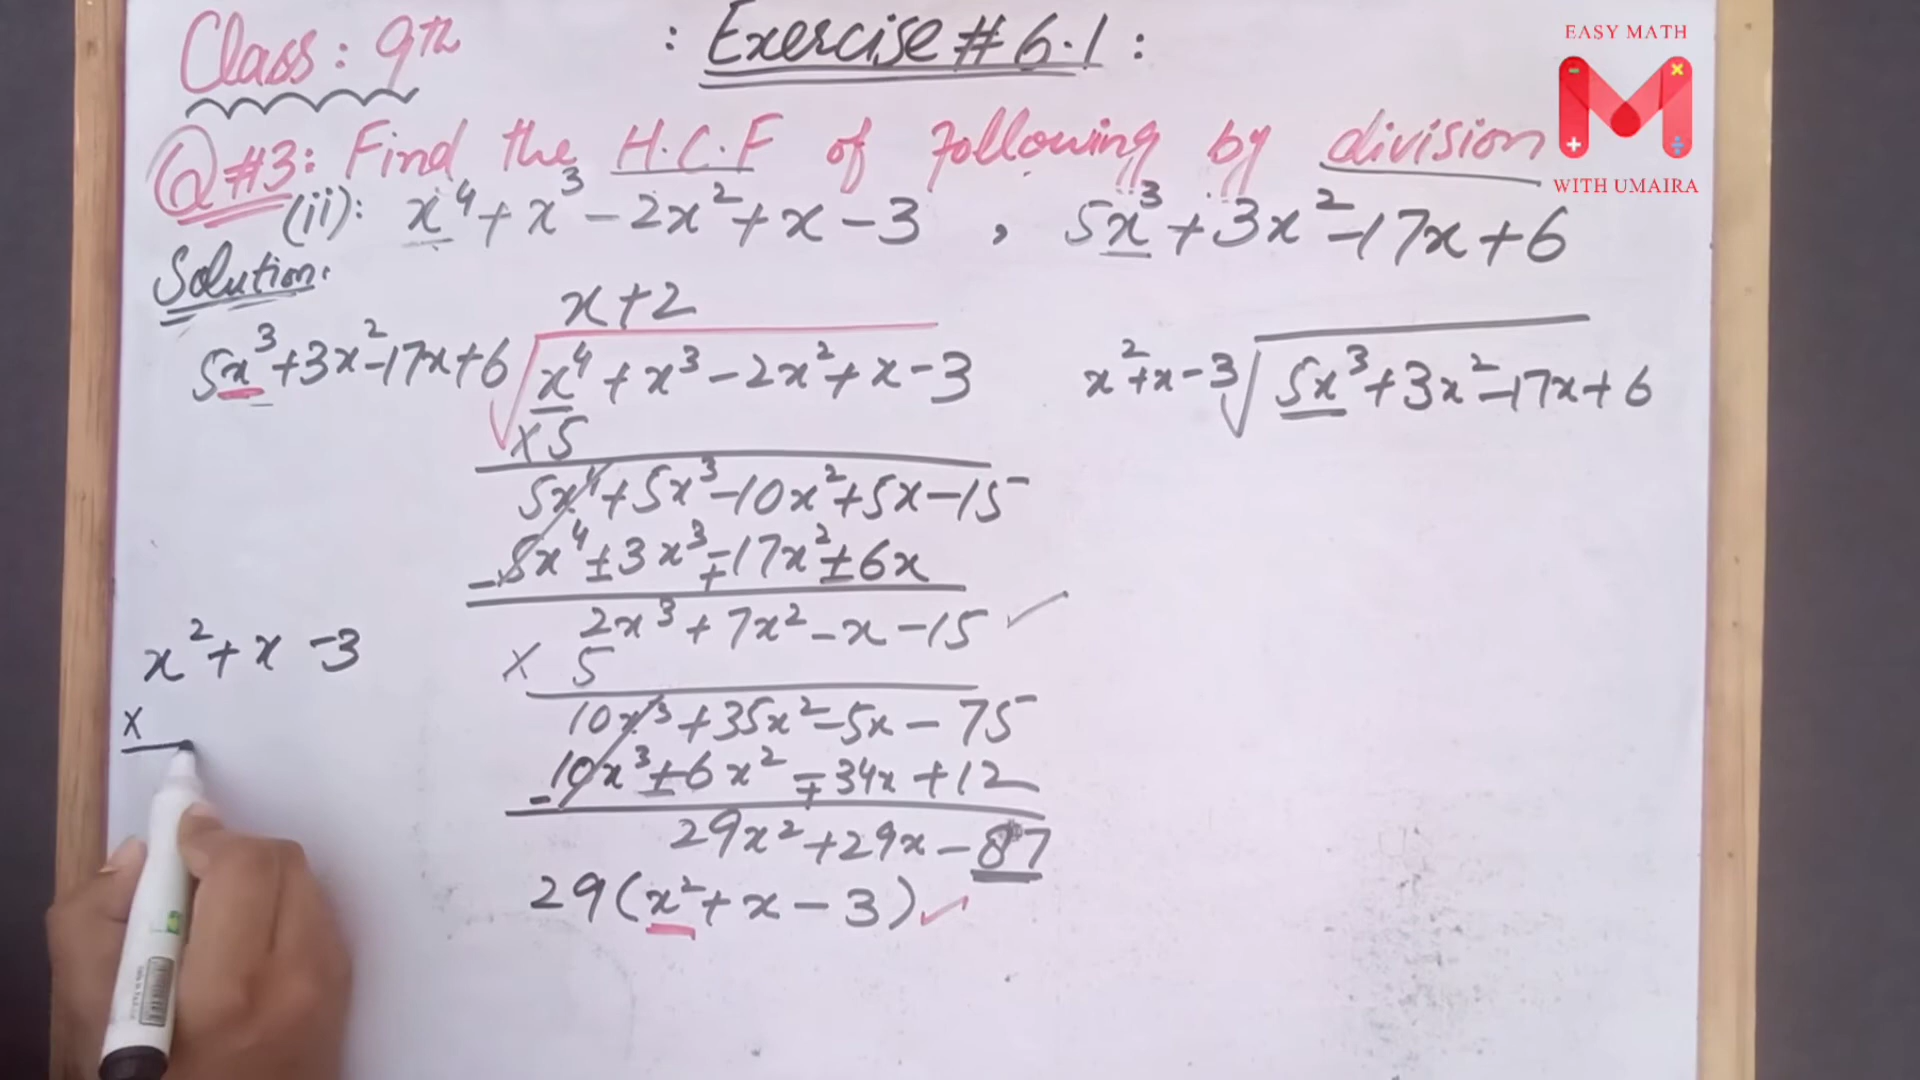 Class: 9th
: Exercise # 6.1 :
EASY MATH
WITH UMAIRA
Q#3: Find the H.C.F of following by division
(ii): x⁴ + x³ - 2x² + x - 3 , 5x³ + 3x² - 17x + 6
Solution:
x + 2
5x³ + 3x² - 17x + 6 √ x⁴ + x³ - 2x² + x - 3
x 5
5x⁴ + 5x³ - 10x² + 5x - 15
- 5x⁴ ± 3x³ ∓ 17x² ± 6x
2x³ + 7x² - x - 15 ✓
x 5
10x³ + 35x² - 5x - 75
- 10x³ ± 6x² ∓ 34x + 12
29x² + 29x - 87
29(x² + x - 3) ✓
x² + x - 3 √ 5x³ + 3x² - 17x + 6
x² + x - 3
x